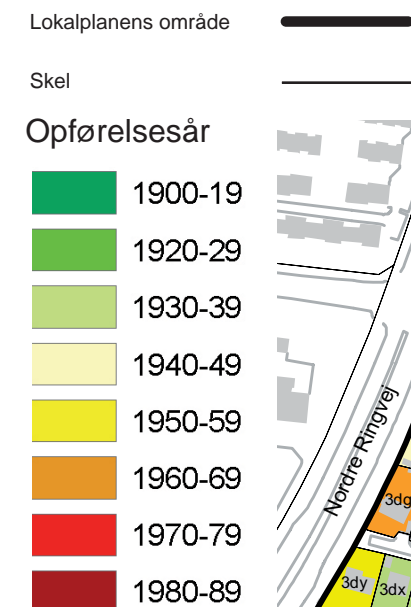 Lokalplanens område
Skel
Opførelsesår
1900-19
1920-29
1930-39
1940-49
1950-59
1960-69
1970-79
1980-89
Nordre Ringvej
3dg
3dy
3dx